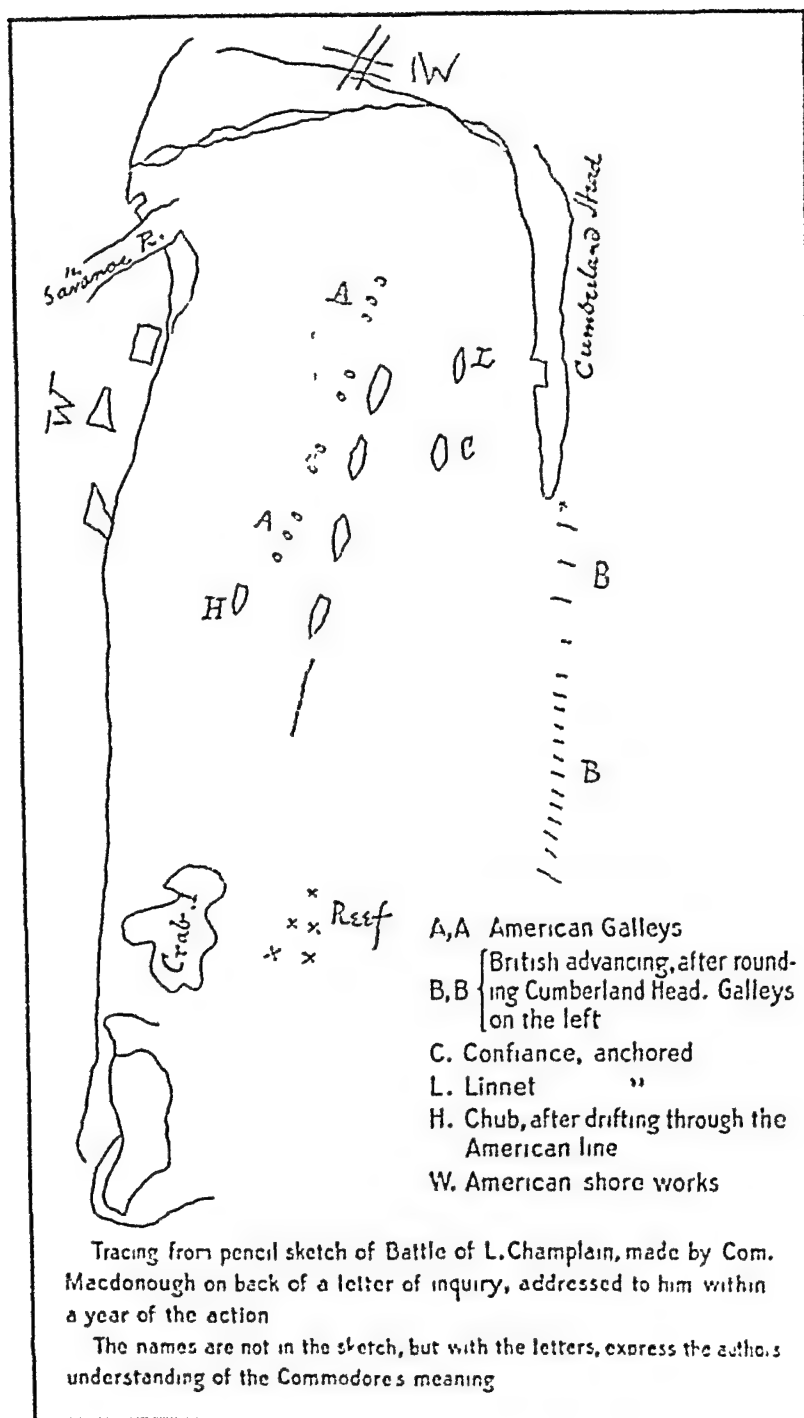 W
Cumberland Head
Saranac R.
A
L
W
C
A
B
H
B
Crab I
Reef
A,A American Galleys
B,B British advancing, after round-
ing Cumberland Head. Galleys
on the left
C. Confiance, anchored
L. Linnet "
H. Chub, after drifting through the
American line
W. American shore works
Tracing from pencil sketch of Battle of L. Champlain, made by Com.
Macdonough on back of a letter of inquiry, addressed to him within
a year of the action
The names are not in the sketch, but with the letters, express the authors
understanding of the Commodores meaning